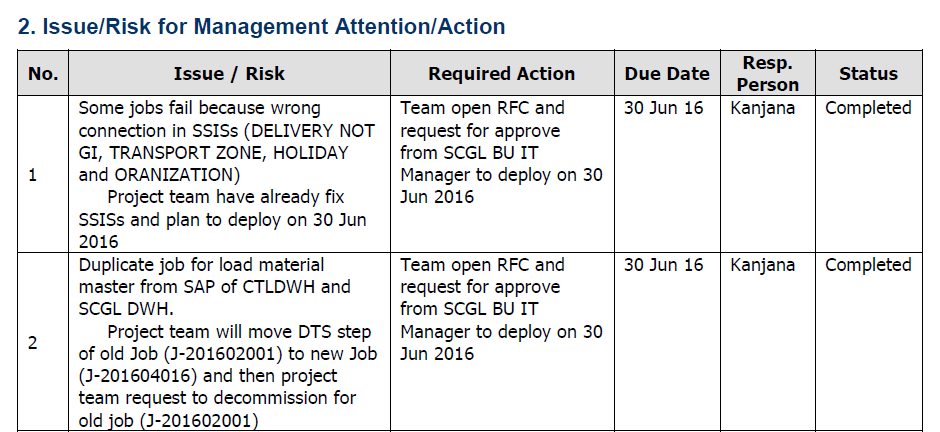 2. Issue/Risk for Management Attention/Action
No.
Issue / Risk
Required Action
Due Date
Resp.
Person
Status
1
Some jobs fail because wrong
connection in SSISs (DELIVERY NOT
GI, TRANSPORT ZONE, HOLIDAY
and ORANIZATION)
Project team have already fix
SSISs and plan to deploy on 30 Jun
2016
Team open RFC and
request for approve
from SCGL BU IT
Manager to deploy on 30
Jun 2016
30 Jun 16
Kanjana
Completed
2
Duplicate job for load material
master from SAP of CTLDWH and
SCGL DWH.
Project team will move DTS step
of old Job (J-201602001) to new Job
(J-201604016) and then project
team request to decommission for
old job (J-201602001)
Team open RFC and
request for approve
from SCGL BU IT
Manager to deploy on 30
Jun 2016
30 Jun 16
Kanjana
Completed